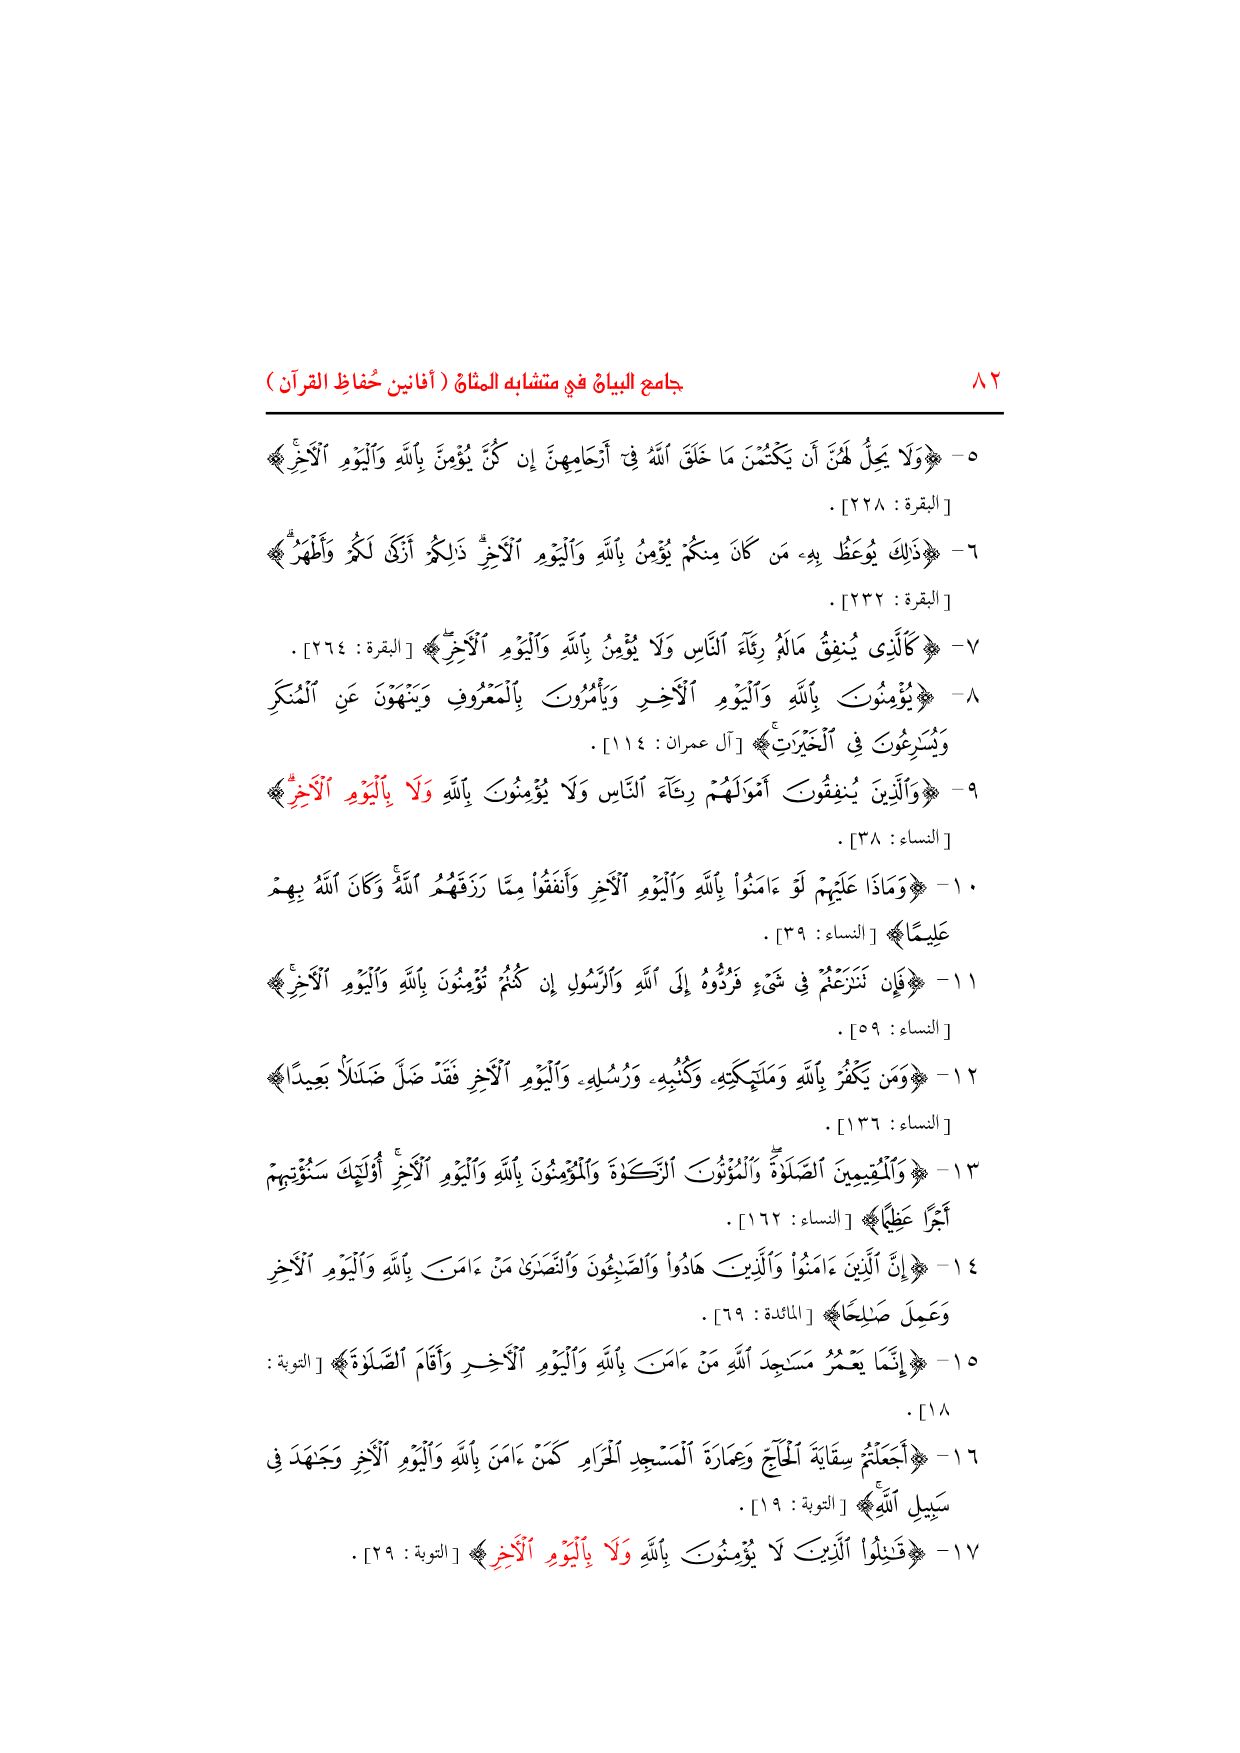 ٨٢ جامع البيان في متشابه المثان ( أفانين حُفاظِ القرآن )
٥- ﴿وَلَا يَحِلُّ لَهُنَّ أَن يَكْتُمْنَ مَا خَلَقَ ٱللَّهُ فِىٓ أَرْحَامِهِنَّ إِن كُنَّ يُؤْمِنَّ بِٱللَّهِ وَٱلْيَوْمِ ٱلْـَٔاخِرِ ۚ﴾
[البقرة : ٢٢٨] .
٦- ﴿ذَٰلِكَ يُوعَظُ بِهِۦ مَن كَانَ مِنكُمْ يُؤْمِنُ بِٱللَّهِ وَٱلْيَوْمِ ٱلْـَٔاخِرِ ۗ ذَٰلِكُمْ أَزْكَىٰ لَكُمْ وَأَطْهَرُ ۗ﴾
[البقرة : ٢٣٢] .
٧- ﴿كَٱلَّذِى يُنفِقُ مَالَهُۥ رِئَآءَ ٱلنَّاسِ وَلَا يُؤْمِنُ بِٱللَّهِ وَٱلْيَوْمِ ٱلْـَٔاخِرِ ۖ﴾ [البقرة : ٢٦٤] .
٨- ﴿يُؤْمِنُونَ بِٱللَّهِ وَٱلْيَوْمِ ٱلْـَٔاخِرِ وَيَأْمُرُونَ بِٱلْمَعْرُوفِ وَيَنْهَوْنَ عَنِ ٱلْمُنكَرِ
وَيُسَٰرِعُونَ فِى ٱلْخَيْرَٰتِ ۚ﴾ [آل عمران : ١١٤] .
٩- ﴿وَٱلَّذِينَ يُنفِقُونَ أَمْوَٰلَهُمْ رِئَآءَ ٱلنَّاسِ وَلَا يُؤْمِنُونَ بِٱللَّهِ وَلَا بِٱلْيَوْمِ ٱلْـَٔاخِرِ ۗ﴾
[النساء : ٣٨] .
١٠- ﴿وَمَاذَا عَلَيْهِمْ لَوْ ءَامَنُوا۟ بِٱللَّهِ وَٱلْيَوْمِ ٱلْـَٔاخِرِ وَأَنفَقُوا۟ مِمَّا رَزَقَهُمُ ٱللَّهُ ۚ وَكَانَ ٱللَّهُ بِهِمْ
عَلِيمًا﴾ [النساء : ٣٩] .
١١- ﴿فَإِن تَنَٰزَعْتُمْ فِى شَىْءٍ فَرُدُّوهُ إِلَى ٱللَّهِ وَٱلرَّسُولِ إِن كُنتُمْ تُؤْمِنُونَ بِٱللَّهِ وَٱلْيَوْمِ ٱلْـَٔاخِرِ ۚ﴾
[النساء : ٥٩] .
١٢- ﴿وَمَن يَكْفُرْ بِٱللَّهِ وَمَلَٰٓئِكَتِهِۦ وَكُتُبِهِۦ وَرُسُلِهِۦ وَٱلْيَوْمِ ٱلْـَٔاخِرِ فَقَدْ ضَلَّ ضَلَٰلًۢا بَعِيدًا﴾
[النساء : ١٣٦] .
١٣- ﴿وَٱلْمُقِيمِينَ ٱلصَّلَوٰةَ ۖ وَٱلْمُؤْتُونَ ٱلزَّكَوٰةَ وَٱلْمُؤْمِنُونَ بِٱللَّهِ وَٱلْيَوْمِ ٱلْـَٔاخِرِ ۚ أُو۟لَٰٓئِكَ سَنُؤْتِيهِمْ
أَجْرًا عَظِيمًا﴾ [النساء : ١٦٢] .
١٤- ﴿إِنَّ ٱلَّذِينَ ءَامَنُوا۟ وَٱلَّذِينَ هَادُوا۟ وَٱلصَّٰبِـُٔونَ وَٱلنَّصَٰرَىٰ مَنْ ءَامَنَ بِٱللَّهِ وَٱلْيَوْمِ ٱلْـَٔاخِرِ
وَعَمِلَ صَٰلِحًا﴾ [المائدة : ٦٩] .
١٥- ﴿إِنَّمَا يَعْمُرُ مَسَٰجِدَ ٱللَّهِ مَنْ ءَامَنَ بِٱللَّهِ وَٱلْيَوْمِ ٱلْـَٔاخِرِ وَأَقَامَ ٱلصَّلَوٰةَ﴾ [التوبة :
١٨] .
١٦- ﴿أَجَعَلْتُمْ سِقَايَةَ ٱلْحَآجِّ وَعِمَارَةَ ٱلْمَسْجِدِ ٱلْحَرَامِ كَمَنْ ءَامَنَ بِٱللَّهِ وَٱلْيَوْمِ ٱلْـَٔاخِرِ وَجَٰهَدَ فِى
سَبِيلِ ٱللَّهِ ۚ﴾ [التوبة : ١٩] .
١٧- ﴿قَٰتِلُوا۟ ٱلَّذِينَ لَا يُؤْمِنُونَ بِٱللَّهِ وَلَا بِٱلْيَوْمِ ٱلْـَٔاخِرِ﴾ [التوبة : ٢٩] .